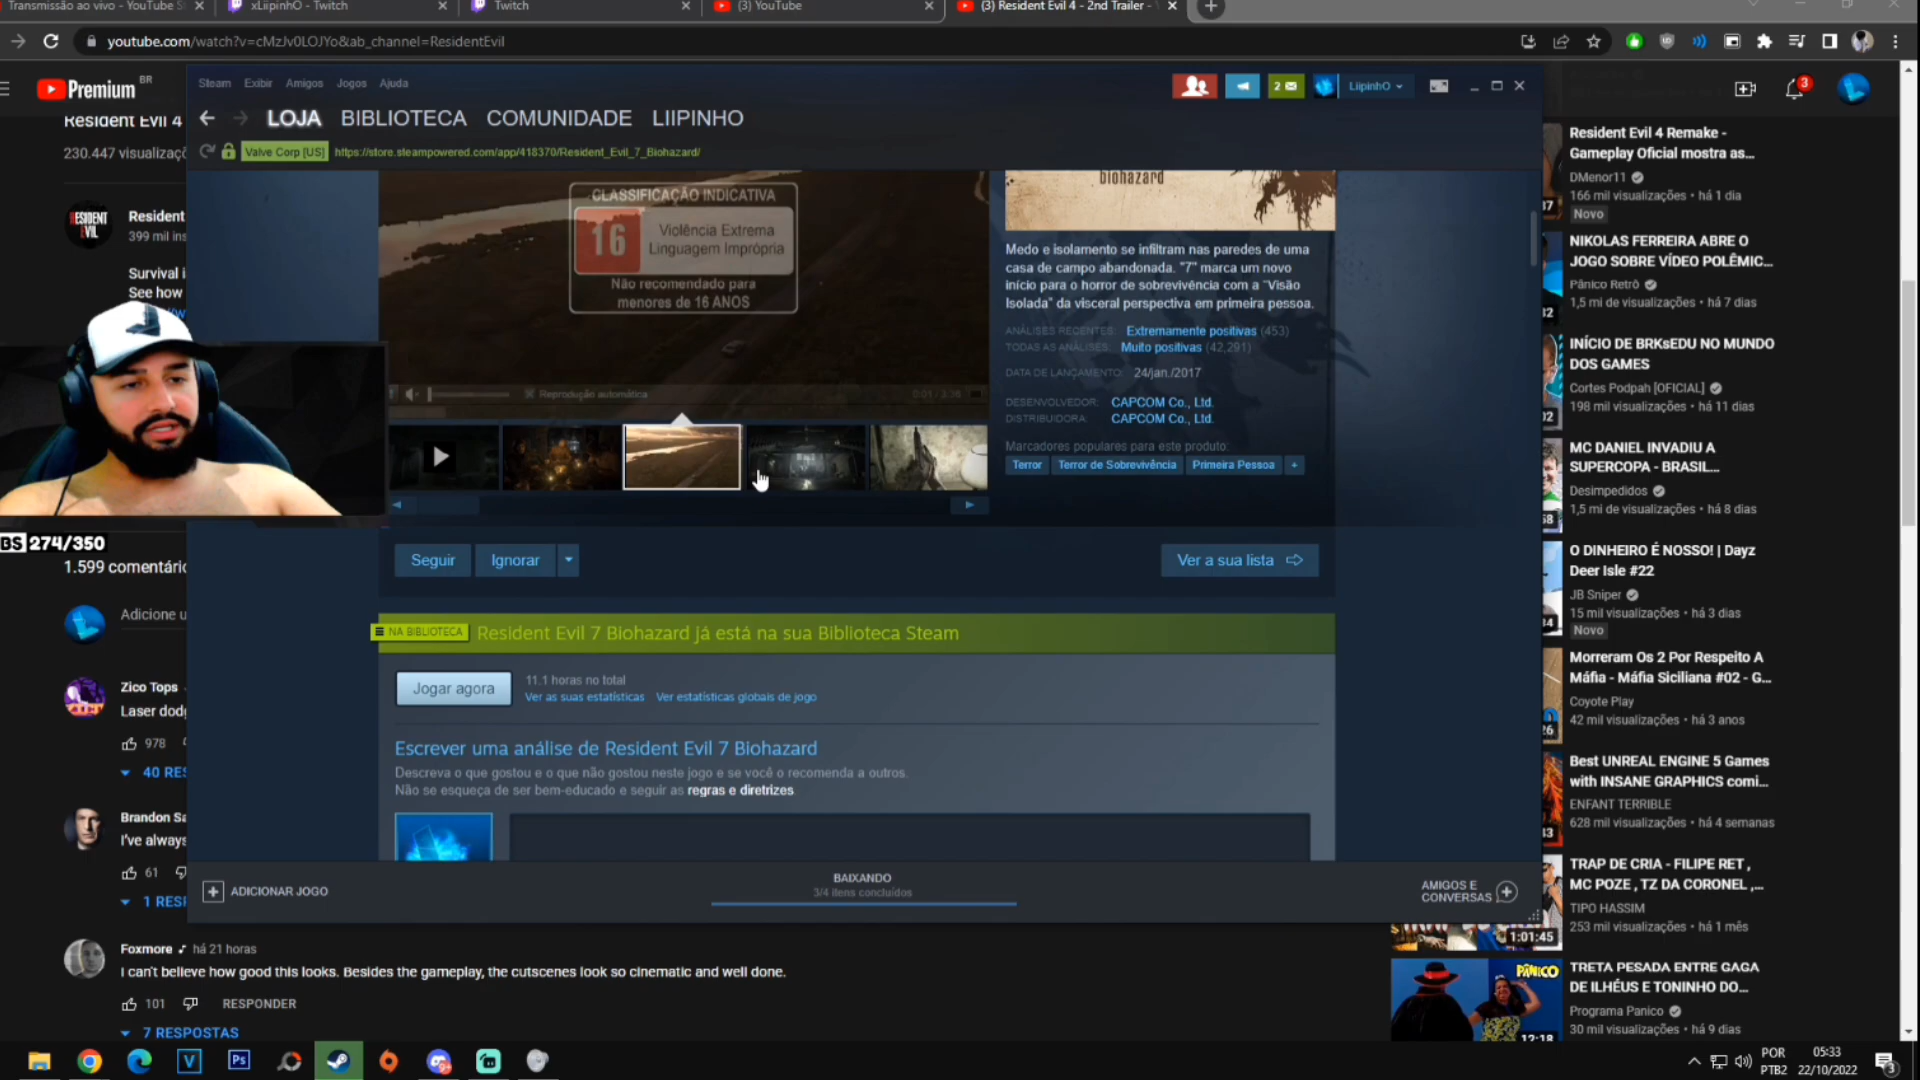 Transmissão ao vivo - YouTube S
xLiipinhO - Twitch
Twitch
(3) YouTube
(3) Resident Evil 4 - 2nd Trailer -
youtube.com/watch?v=cMzJv0LOJYo&ab_channel=ResidentEvil
Premium BR
3
Resident Evil 4
230.447 visualizaçõ
RESIDENT EVIL
Resident
399 mil ins
Survival i
See how
BS 274/350
1.599 comentário
Adicione u
Zico Tops
Laser dodg
978
40 RES
Brandon Sa
I've always
61
1 RESP
Foxmore há 21 horas
I can't believe how good this looks. Besides the gameplay, the cutscenes look so cinematic and well done.
101 RESPONDER
7 RESPOSTAS
Steam Exibir Amigos Jogos Ajuda
2
LiipinhO
LOJA BIBLIOTECA COMUNIDADE LIIPINHO
Valve Corp [US] https://store.steampowered.com/app/418370/Resident_Evil_7_Biohazard/
CLASSIFICAÇÃO INDICATIVA
16
Violência Extrema
Linguagem Imprópria
Não recomendado para
menores de 16 ANOS
Reprodução automática
biohazard
Medo e isolamento se infiltram nas paredes de uma
casa de campo abandonada. "7" marca um novo
início para o horror de sobrevivência com a "Visão
Isolada" da visceral perspectiva em primeira pessoa.
ANÁLISES RECENTES: Extremamente positivas (453)
TODAS AS ANÁLISES: Muito positivas (42,291)
DATA DE LANÇAMENTO: 24/jan./2017
DESENVOLVEDOR: CAPCOM Co., Ltd.
DISTRIBUIDORA: CAPCOM Co., Ltd.
Marcadores populares para este produto:
Terror Terror de Sobrevivência Primeira Pessoa +
Seguir Ignorar Ver a sua lista
NA BIBLIOTECA Resident Evil 7 Biohazard já está na sua Biblioteca Steam
Jogar agora
11.1 horas no total
Ver as suas estatísticas Ver estatísticas globais de jogo
Escrever uma análise de Resident Evil 7 Biohazard
Descreva o que gostou e o que não gostou neste jogo e se você o recomenda a outros.
Não se esqueça de ser bem-educado e seguir as regras e diretrizes
ADICIONAR JOGO
BAIXANDO
3/4 itens concluídos
AMIGOS E
CONVERSAS
Resident Evil 4 Remake -
Gameplay Oficial mostra as...
DMenor11
166 mil visualizações • há 1 dia
Novo
NIKOLAS FERREIRA ABRE O
JOGO SOBRE VÍDEO POLÊMIC...
Pânico Retrô
1,5 mi de visualizações • há 7 dias
INÍCIO DE BRKsEDU NO MUNDO
DOS GAMES
Cortes Podpah [OFICIAL]
198 mil visualizações • há 11 dias
MC DANIEL INVADIU A
SUPERCOPA - BRASIL...
Desimpedidos
1,5 mi de visualizações • há 8 dias
O DINHEIRO É NOSSO! | Dayz
Deer Isle #22
JB Sniper
15 mil visualizações • há 3 dias
Novo
Morreram Os 2 Por Respeito A
Máfia - Máfia Siciliana #02 - G...
Coyote Play
42 mil visualizações • há 3 anos
Best UNREAL ENGINE 5 Games
with INSANE GRAPHICS comi...
ENFANT TERRIBLE
628 mil visualizações • há 4 semanas
TRAP DE CRIA - FILIPE RET ,
MC POZE , TZ DA CORONEL ,...
TIPO HASSIM
253 mil visualizações • há 1 mês
1:01:45
TRETA PESADA ENTRE GAGA
DE ILHÉUS E TONINHO DO...
Programa Panico
30 mil visualizações • há 9 dias
PÂNICO
12:18
Ps
POR
PTB2
05:33
22/10/2022
3